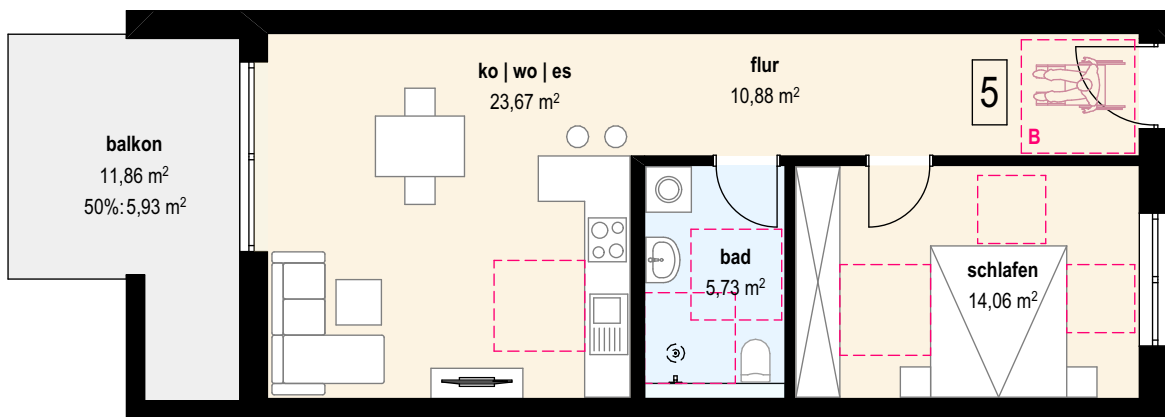 balkon
11,86 m²
50%: 5,93 m²
ko | wo | es
23,67 m²
flur
10,88 m²
5
B
bad
5,73 m²
schlafen
14,06 m²